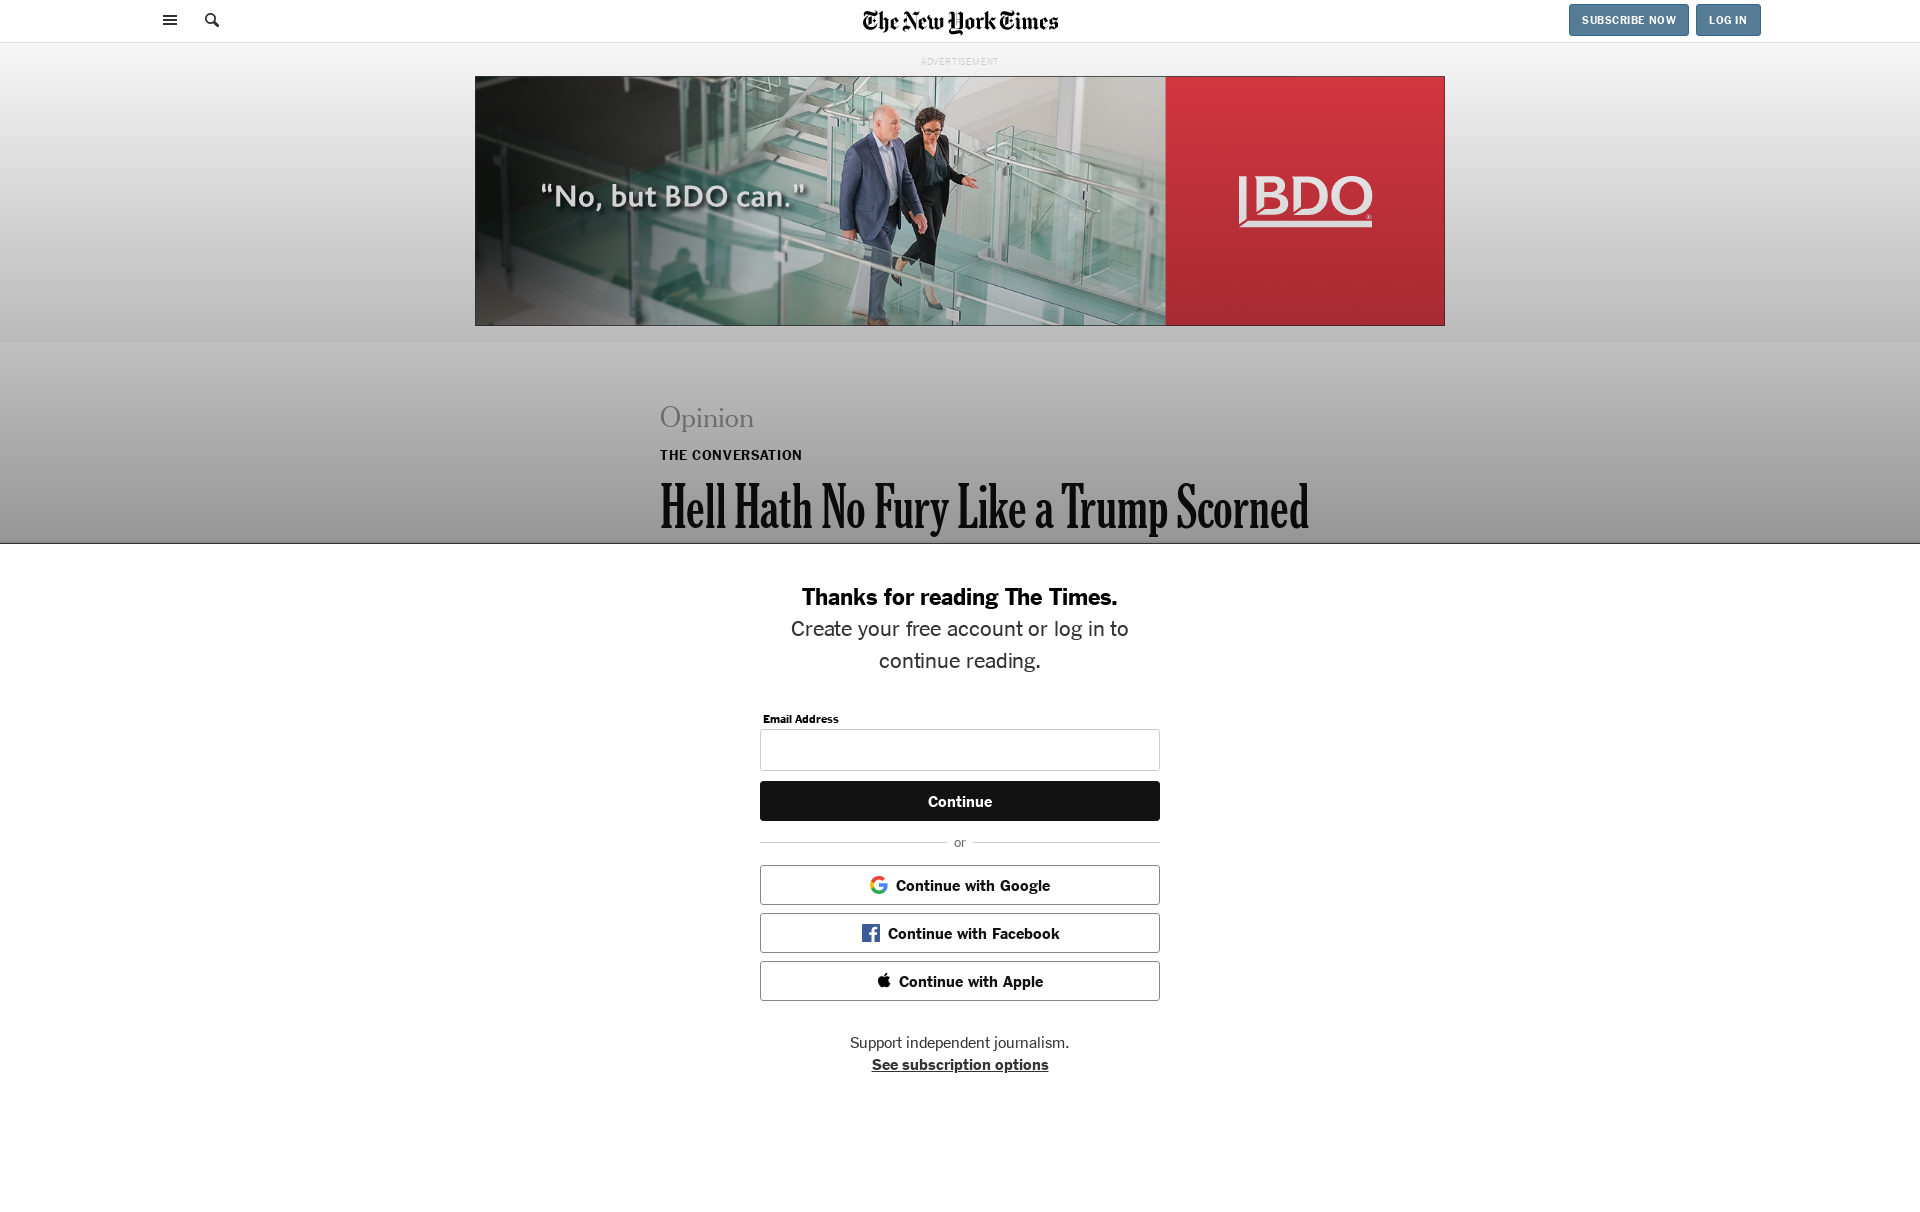 The New York Times
SUBSCRIBE NOW
LOG IN
ADVERTISEMENT
“No, but BDO can.”
BDO
Opinion
THE CONVERSATION
Hell Hath No Fury Like a Trump Scorned
Thanks for reading The Times.
Create your free account or log in to
continue reading.
Email Address
Continue
or
Continue with Google
Continue with Facebook
Continue with Apple
Support independent journalism.
See subscription options